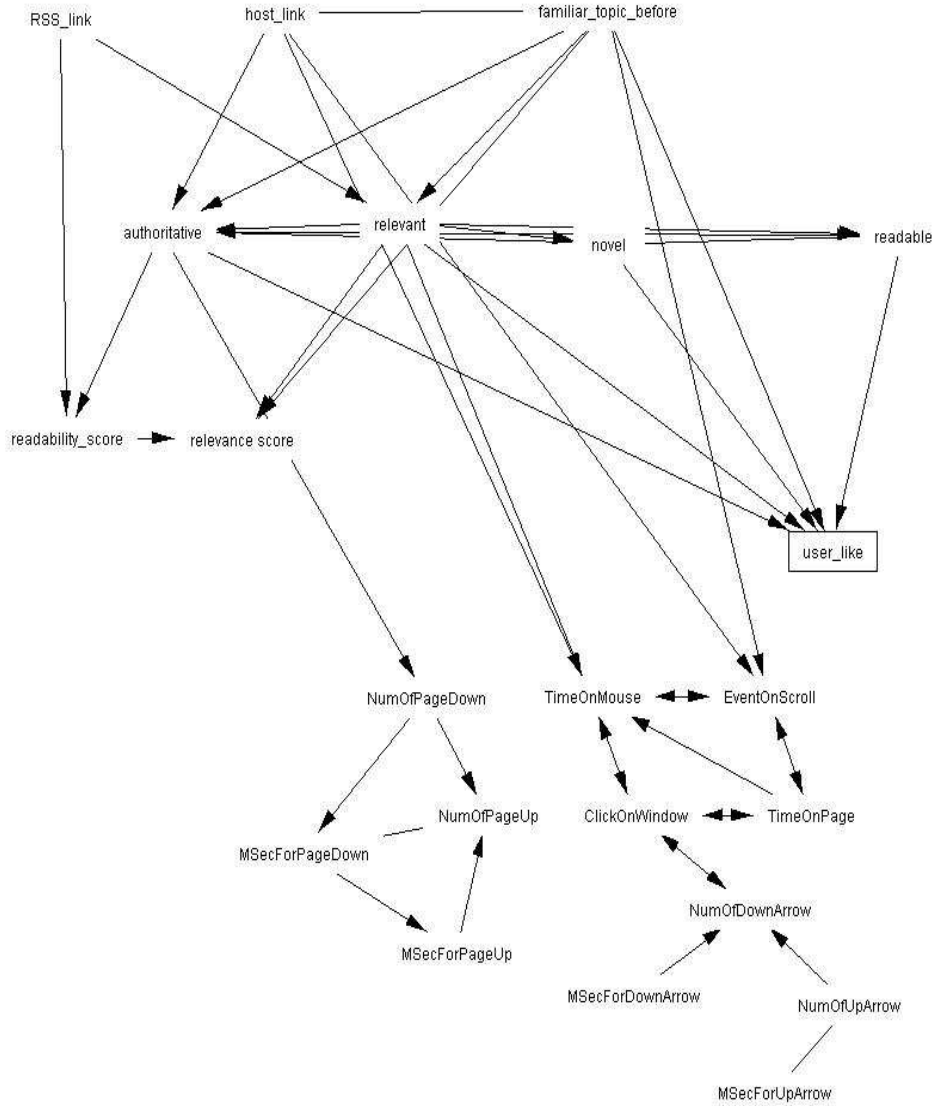 RSS_link
host_link
familiar_topic_before
authoritative
relevant
novel
readable
readability_score
relevance score
user_like
NumOfPageDown
TimeOnMouse
EventOnScroll
NumOfPageUp
ClickOnWindow
TimeOnPage
MSecForPageDown
NumOfDownArrow
MSecForPageUp
MSecForDownArrow
NumOfUpArrow
MSecForUpArrow